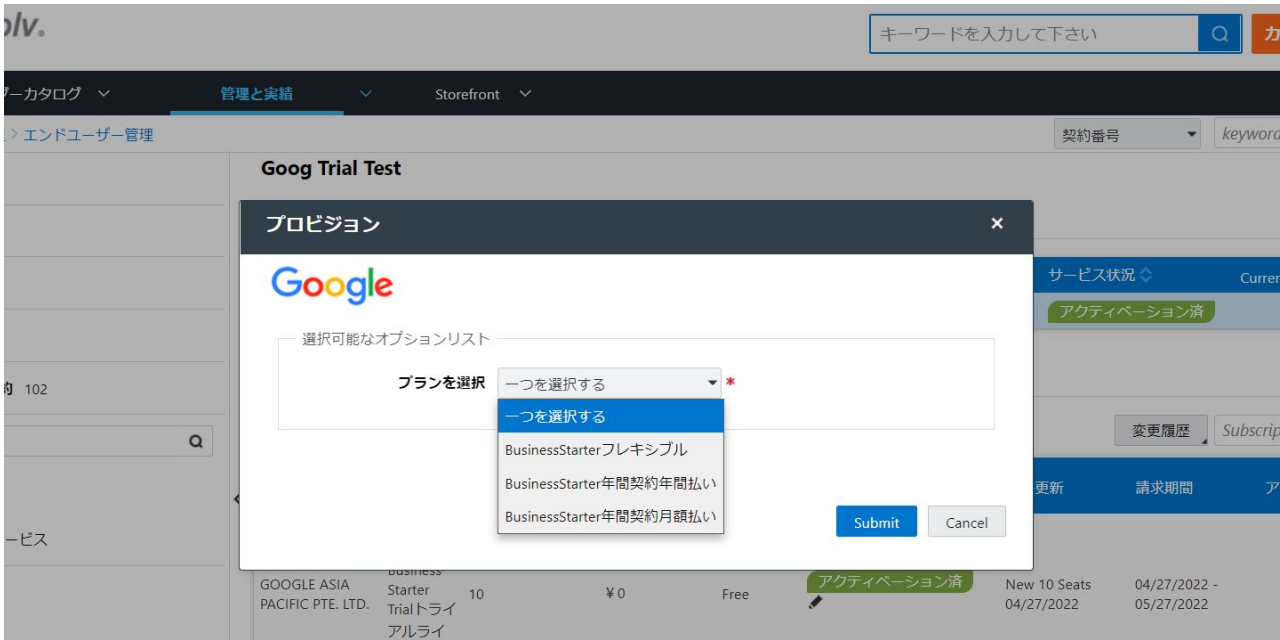 olv.
キーワードを入力して下さい
カ
ーカタログ
管理と実績
Storefront
エンドユーザー管理
契約番号
keyword
Goog Trial Test
プロビジョン
×
Google
サービス状況
Curren
アクティベーション済
選択可能なオプションリスト
プランを選択
一つを選択する
*
約 102
一つを選択する
BusinessStarterフレキシブル
BusinessStarter年間契約年間払い
BusinessStarter年間契約月額払い
変更履歴
Subscrip
更新
請求期間
ア
Submit
Cancel
ービス
GOOGLE ASIA
PACIFIC PTE. LTD.
Business
Starter
Trialトライ
アルライ
10
¥0
Free
アクティベーション済
New 10 Seats
04/27/2022
04/27/2022 -
05/27/2022